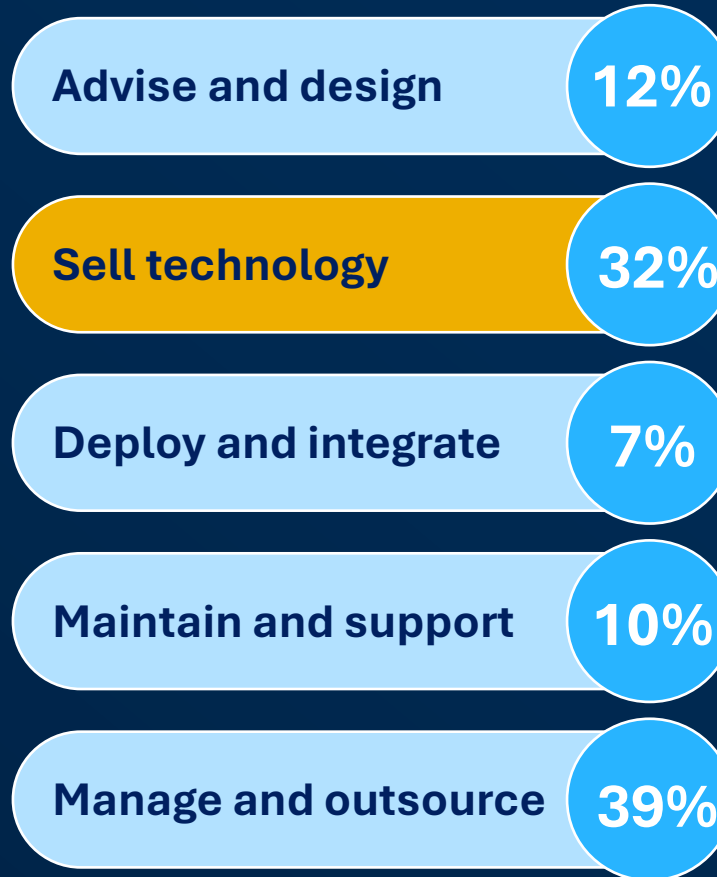 Advise and design 12%
Sell technology 32%
Deploy and integrate 7%
Maintain and support 10%
Manage and outsource 39%